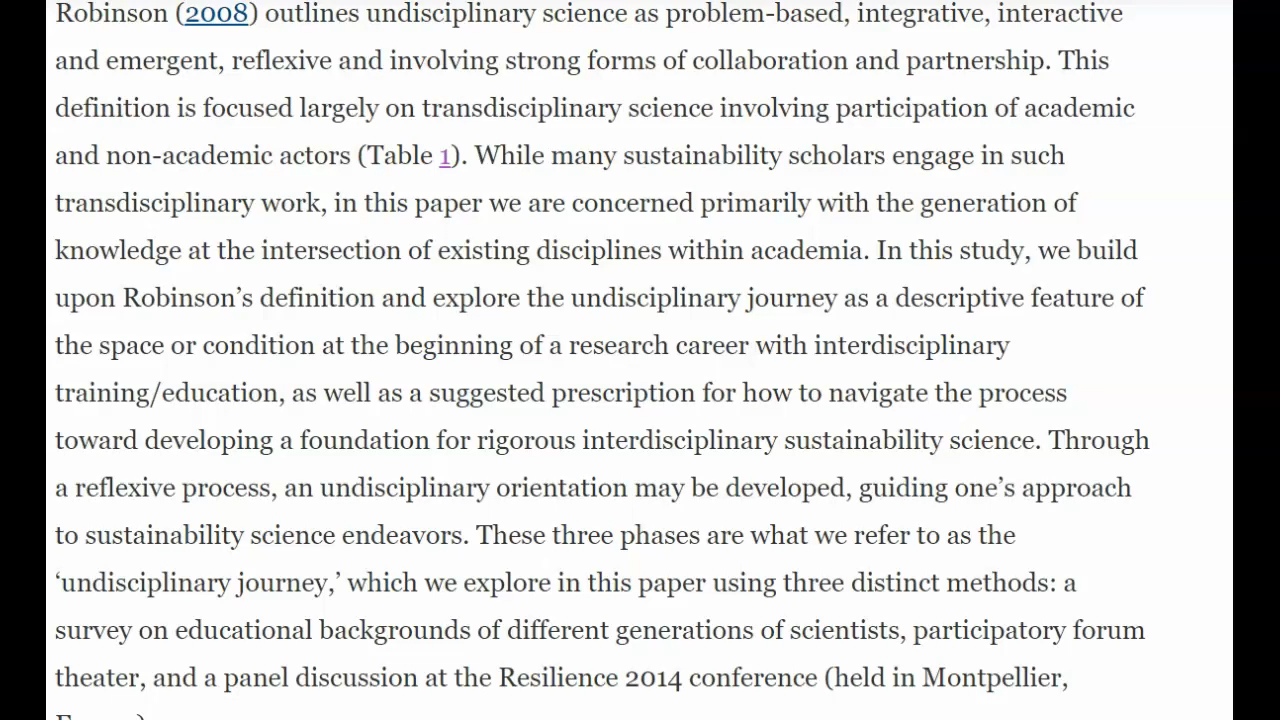 Robinson (2008) outlines undisciplinary science as problem-based, integrative, interactive
and emergent, reflexive and involving strong forms of collaboration and partnership. This
definition is focused largely on transdisciplinary science involving participation of academic
and non-academic actors (Table 1). While many sustainability scholars engage in such
transdisciplinary work, in this paper we are concerned primarily with the generation of
knowledge at the intersection of existing disciplines within academia. In this study, we build
upon Robinson’s definition and explore the undisciplinary journey as a descriptive feature of
the space or condition at the beginning of a research career with interdisciplinary
training/education, as well as a suggested prescription for how to navigate the process
toward developing a foundation for rigorous interdisciplinary sustainability science. Through
a reflexive process, an undisciplinary orientation may be developed, guiding one’s approach
to sustainability science endeavors. These three phases are what we refer to as the
‘undisciplinary journey,’ which we explore in this paper using three distinct methods: a
survey on educational backgrounds of different generations of scientists, participatory forum
theater, and a panel discussion at the Resilience 2014 conference (held in Montpellier,